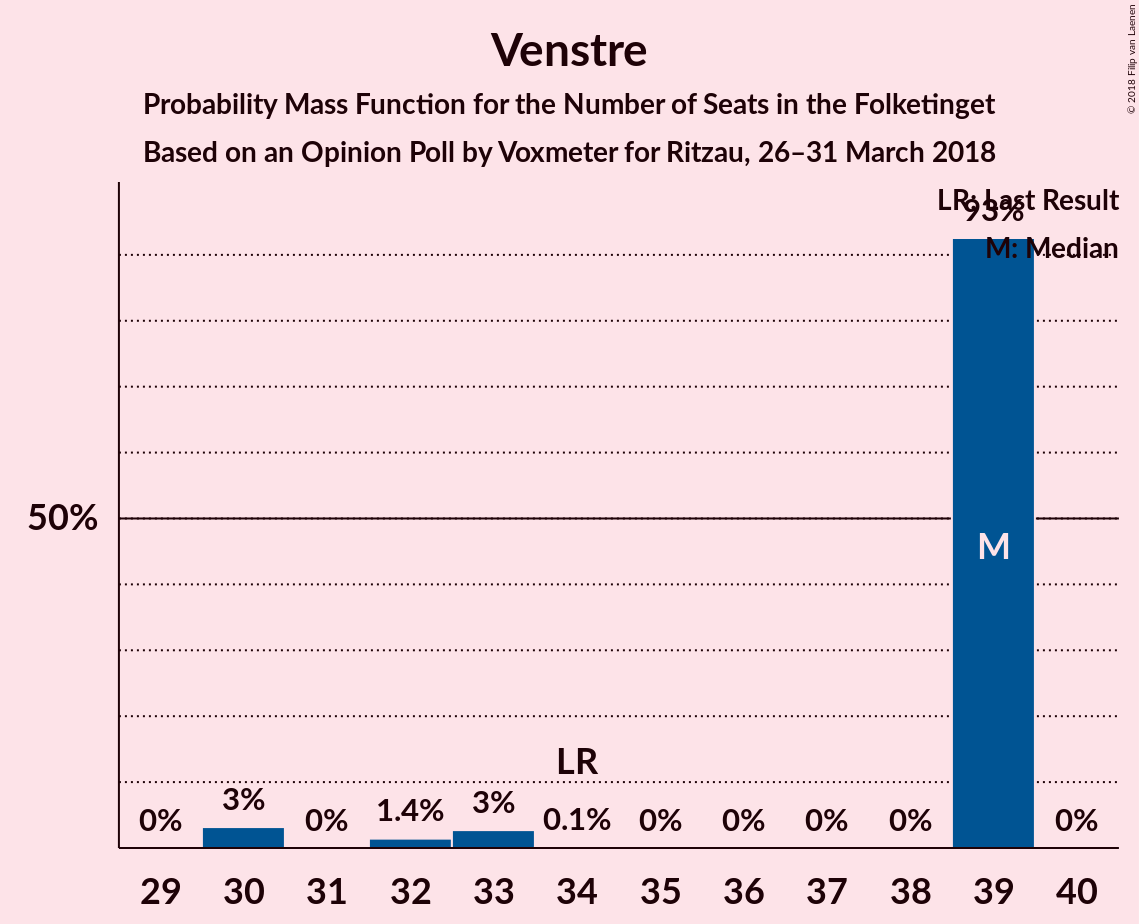 Venstre
Probability Mass Function for the Number of Seats in the Folketinget
Based on an Opinion Poll by Voxmeter for Ritzau, 26–31 March 2018
© 2018 Filip van Laenen
LR: Last Result
93%
M: Median
50%
M
LR
0% 3% 0% 1.4% 3% 0.1% 0% 0% 0% 0% 0%
29 30 31 32 33 34 35 36 37 38 39 40